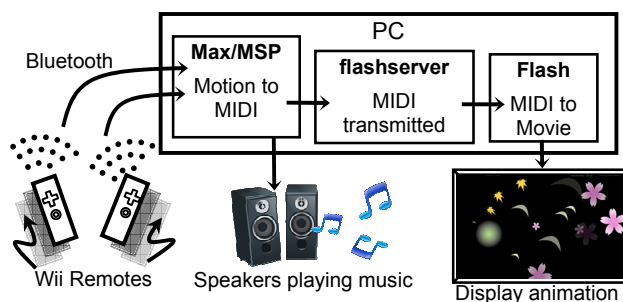 PC
Bluetooth
Max/MSP
Motion to
MIDI
flashserver
MIDI
transmitted
Flash
MIDI to
Movie
Wii Remotes
Speakers playing music
Display animation